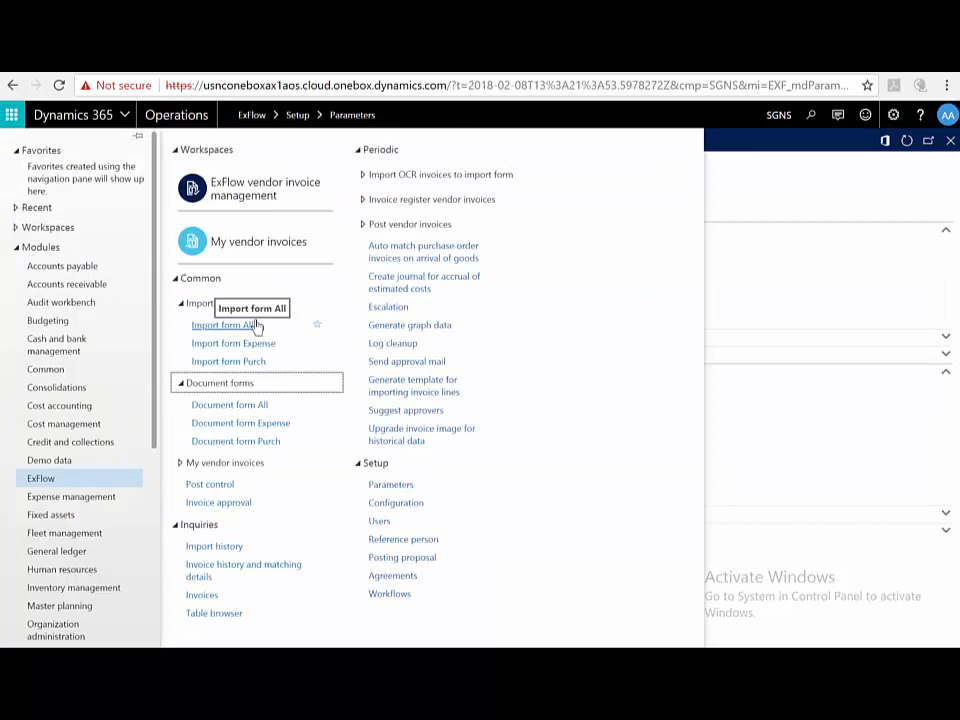 Not secure
https://usnconeboxax1aos.cloud.onebox.dynamics.com/?t=2018-02-08T13%3A21%3A53.5978272Z&cmp=SGNS&mi=EXF_mdParam...
Dynamics 365
Operations
ExFlow > Setup > Parameters
SGNS
?
AA
Favorites
Favorites created using the
navigation pane will show up
here.
Recent
Workspaces
Modules
Accounts payable
Accounts receivable
Audit workbench
Budgeting
Cash and bank
management
Common
Consolidations
Cost accounting
Cost management
Credit and collections
Demo data
ExFlow
Expense management
Fixed assets
Fleet management
General ledger
Human resources
Inventory management
Master planning
Organization
administration
Workspaces
ExFlow vendor invoice
management
My vendor invoices
Common
Import
Import form All
Import form All
Import form Expense
Import form Purch
Document forms
Document form All
Document form Expense
Document form Purch
My vendor invoices
Post control
Invoice approval
Inquiries
Import history
Invoice history and matching
details
Invoices
Table browser
Periodic
Import OCR invoices to import form
Invoice register vendor invoices
Post vendor invoices
Auto match purchase order
invoices on arrival of goods
Create journal for accrual of
estimated costs
Escalation
Generate graph data
Log cleanup
Send approval mail
Generate template for
importing invoice lines
Suggest approvers
Upgrade invoice image for
historical data
Setup
Parameters
Configuration
Users
Reference person
Posting proposal
Agreements
Workflows
Activate Windows
Go to System in Control Panel to activate
Windows.